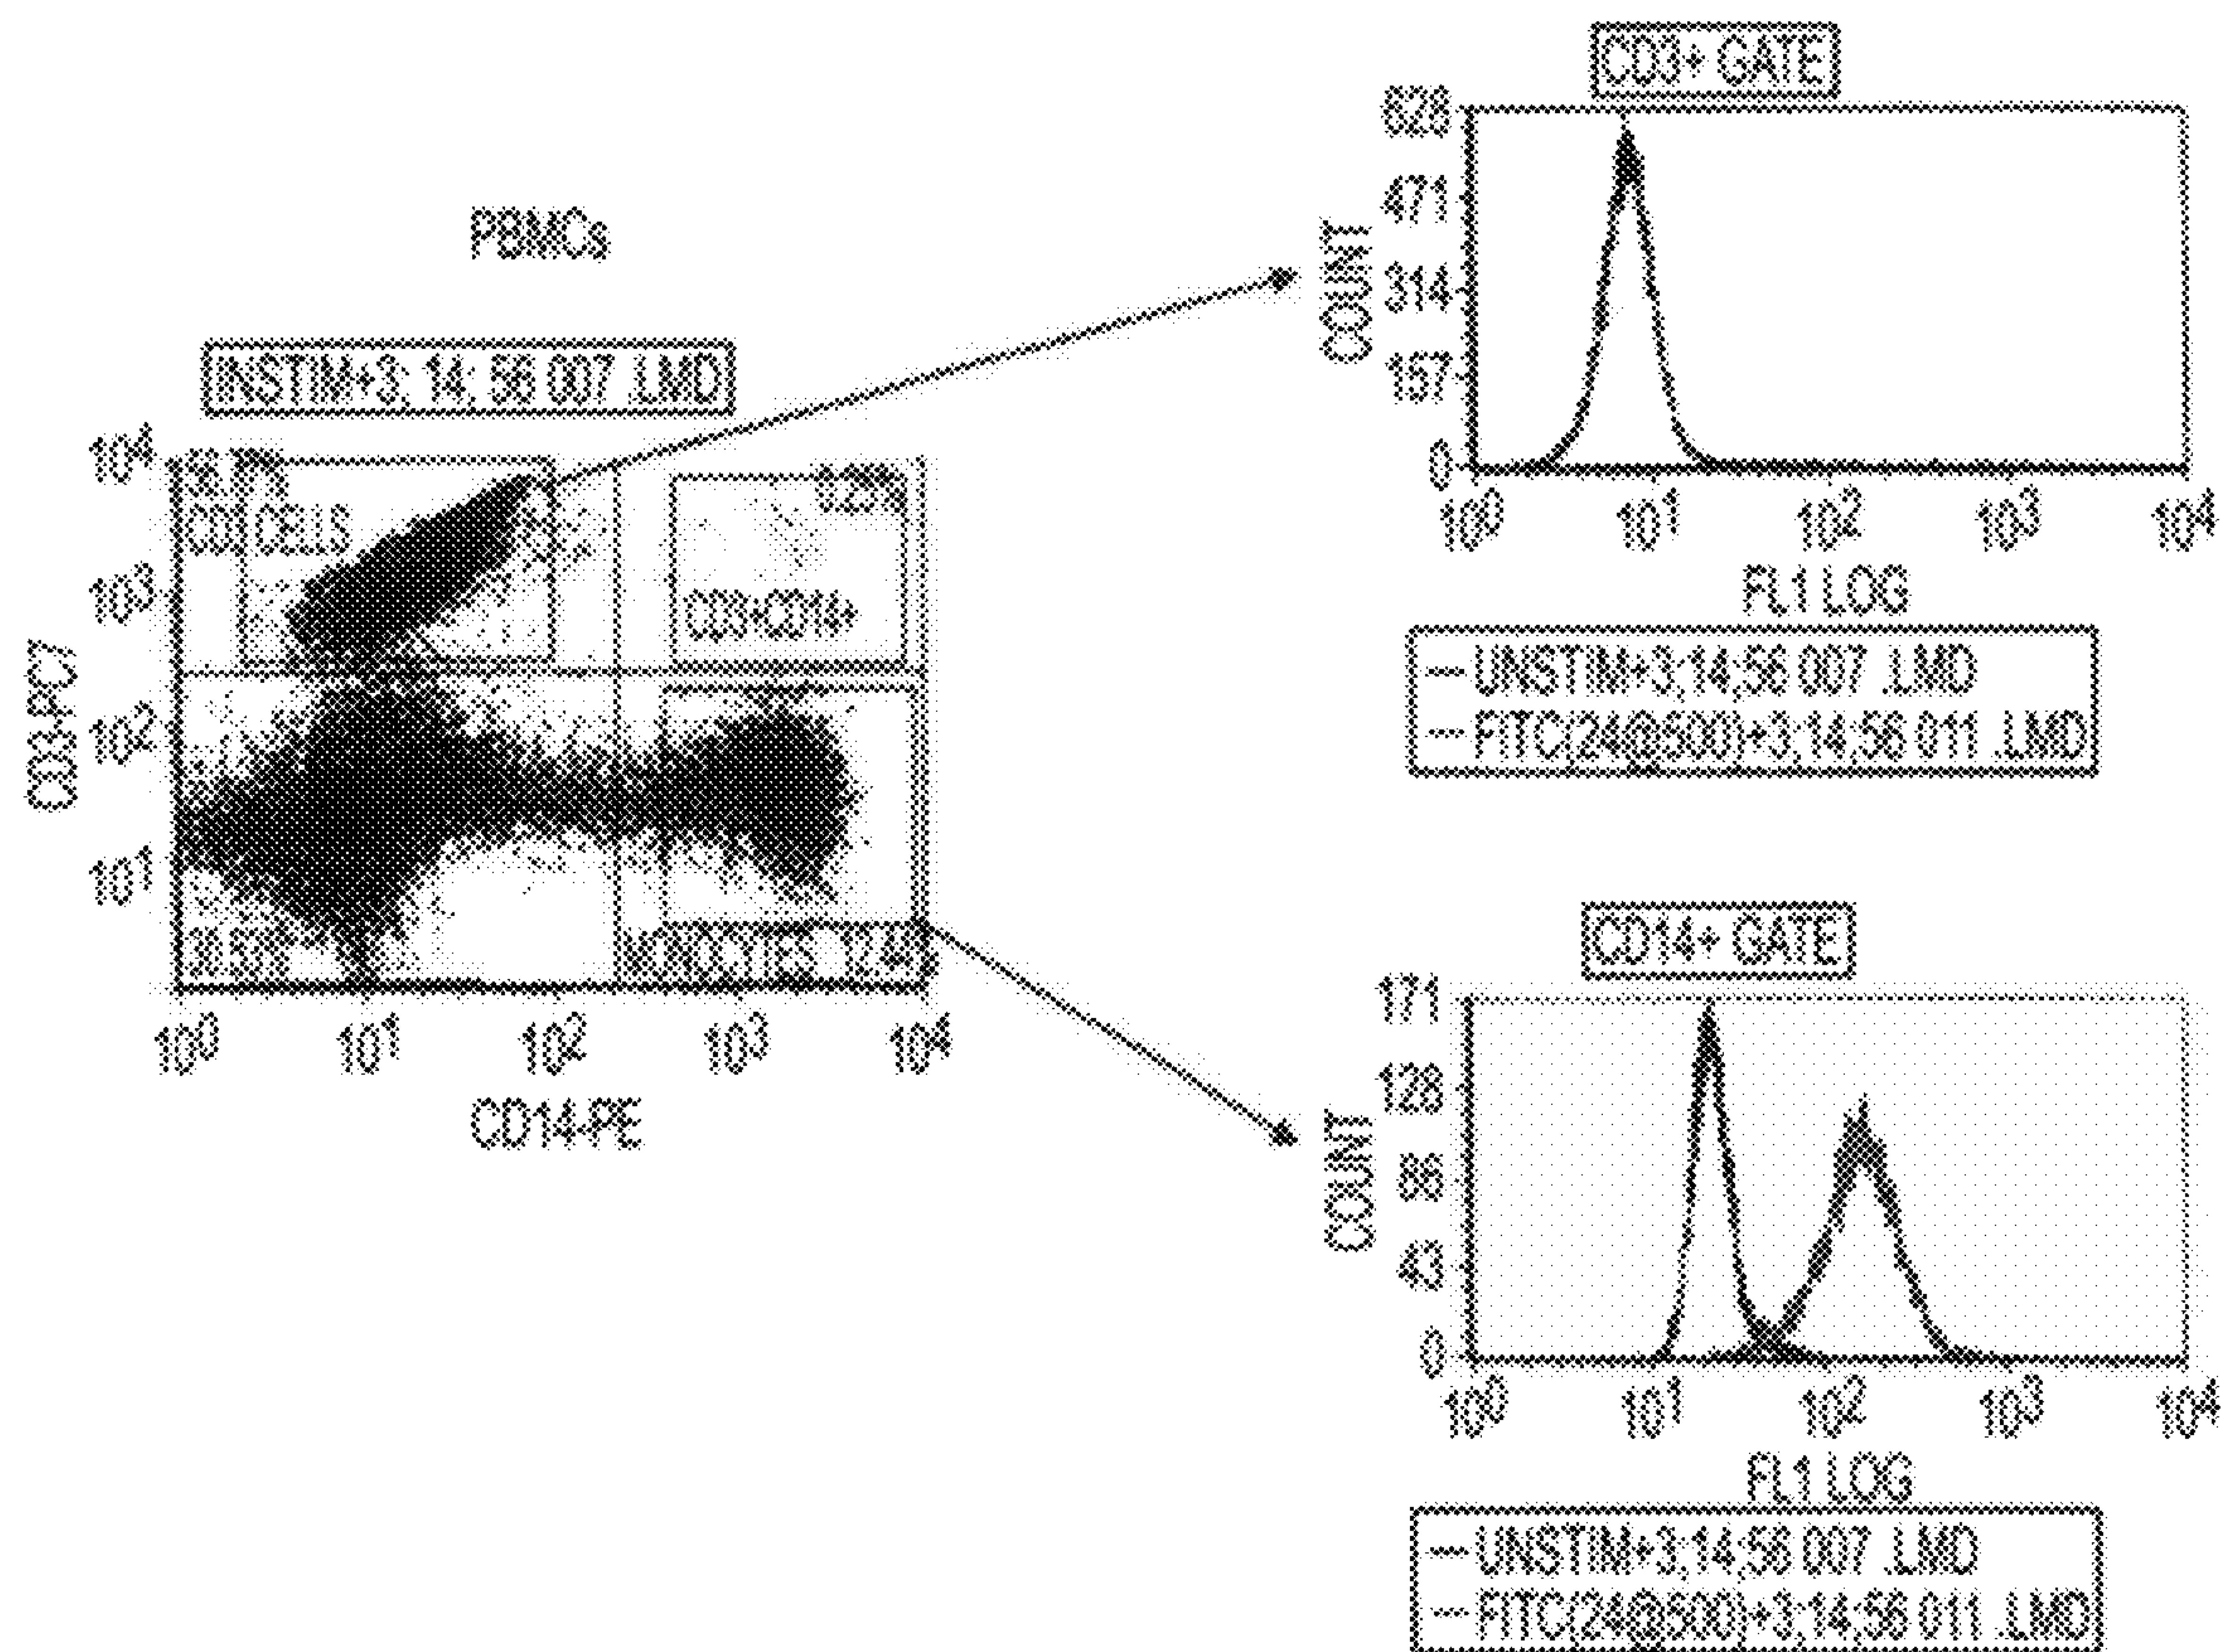 PBMCs
INSTIM+3; 14; 56 007 .LMD
CD3-PC7
10^4
10^3
10^2
10^1
CELLS
CD3+CD14+
MONOCYTES
10^0 10^1 10^2 10^3 10^4
CD14-PE
CD3+ GATE
COUNT
628
471
314
157
0
10^0 10^1 10^2 10^3 10^4
FL1 LOG
UNSTIM+3;14;56 007 .LMD
FITC(24@500)+3;14;56 011 .LMD
CD14+ GATE
COUNT
171
128
86
43
0
10^0 10^1 10^2 10^3 10^4
FL1 LOG
UNSTIM+3;14;56 007 .LMD
FITC(24@500)+3;14;56 011 .LMD